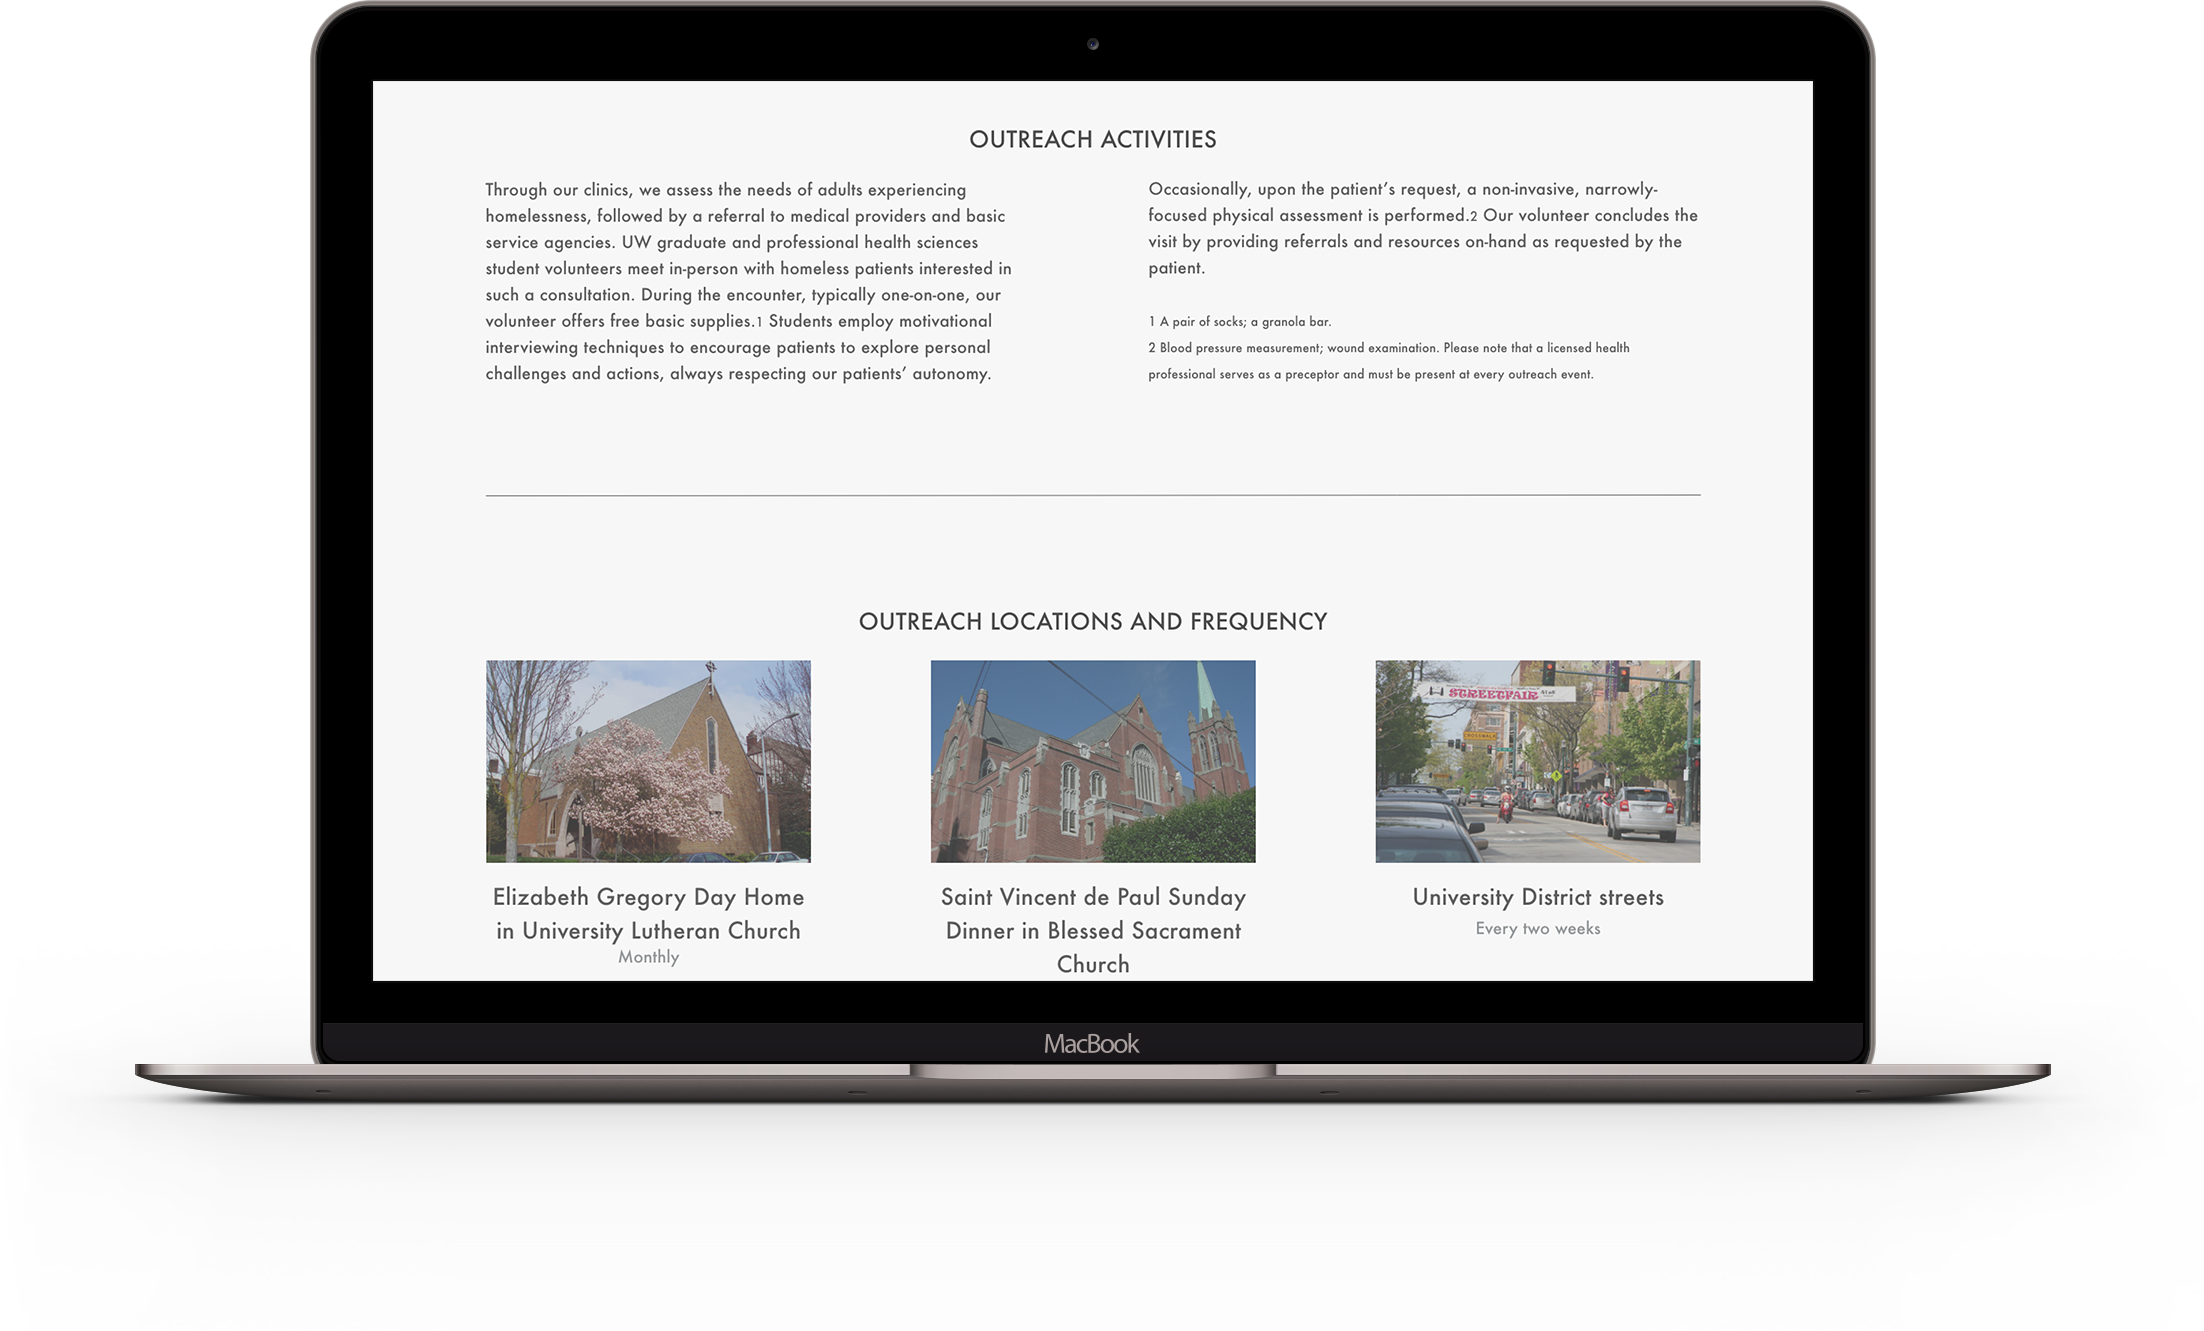 OUTREACH ACTIVITIES
Through our clinics, we assess the needs of adults experiencing
homelessness, followed by a referral to medical providers and basic
service agencies. UW graduate and professional health sciences
student volunteers meet in-person with homeless patients interested in
such a consultation. During the encounter, typically one-on-one, our
volunteer offers free basic supplies.1 Students employ motivational
interviewing techniques to encourage patients to explore personal
challenges and actions, always respecting our patients’ autonomy.
Occasionally, upon the patient’s request, a non-invasive, narrowly-
focused physical assessment is performed.2 Our volunteer concludes the
visit by providing referrals and resources on-hand as requested by the
patient.
1 A pair of socks; a granola bar.
2 Blood pressure measurement; wound examination. Please note that a licensed health
professional serves as a preceptor and must be present at every outreach event.
OUTREACH LOCATIONS AND FREQUENCY
STREETFAIR
CROSSWALK
Elizabeth Gregory Day Home
in University Lutheran Church
Monthly
Saint Vincent de Paul Sunday
Dinner in Blessed Sacrament
Church
University District streets
Every two weeks
MacBook